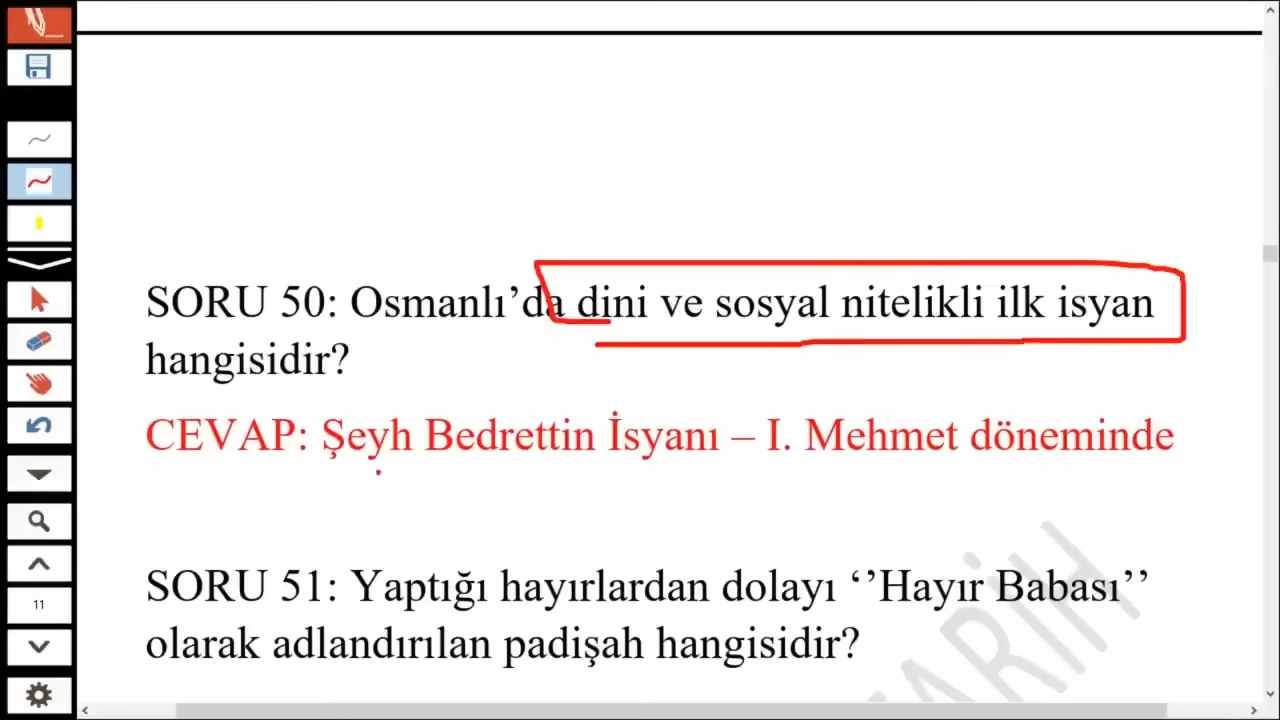 SORU 50: Osmanlı’da dini ve sosyal nitelikli ilk isyan
hangisidir?
CEVAP: Şeyh Bedrettin İsyanı – I. Mehmet döneminde
SORU 51: Yaptığı hayırlardan dolayı ‘’Hayır Babası’’
olarak adlandırılan padişah hangisidir?
TARİH
11